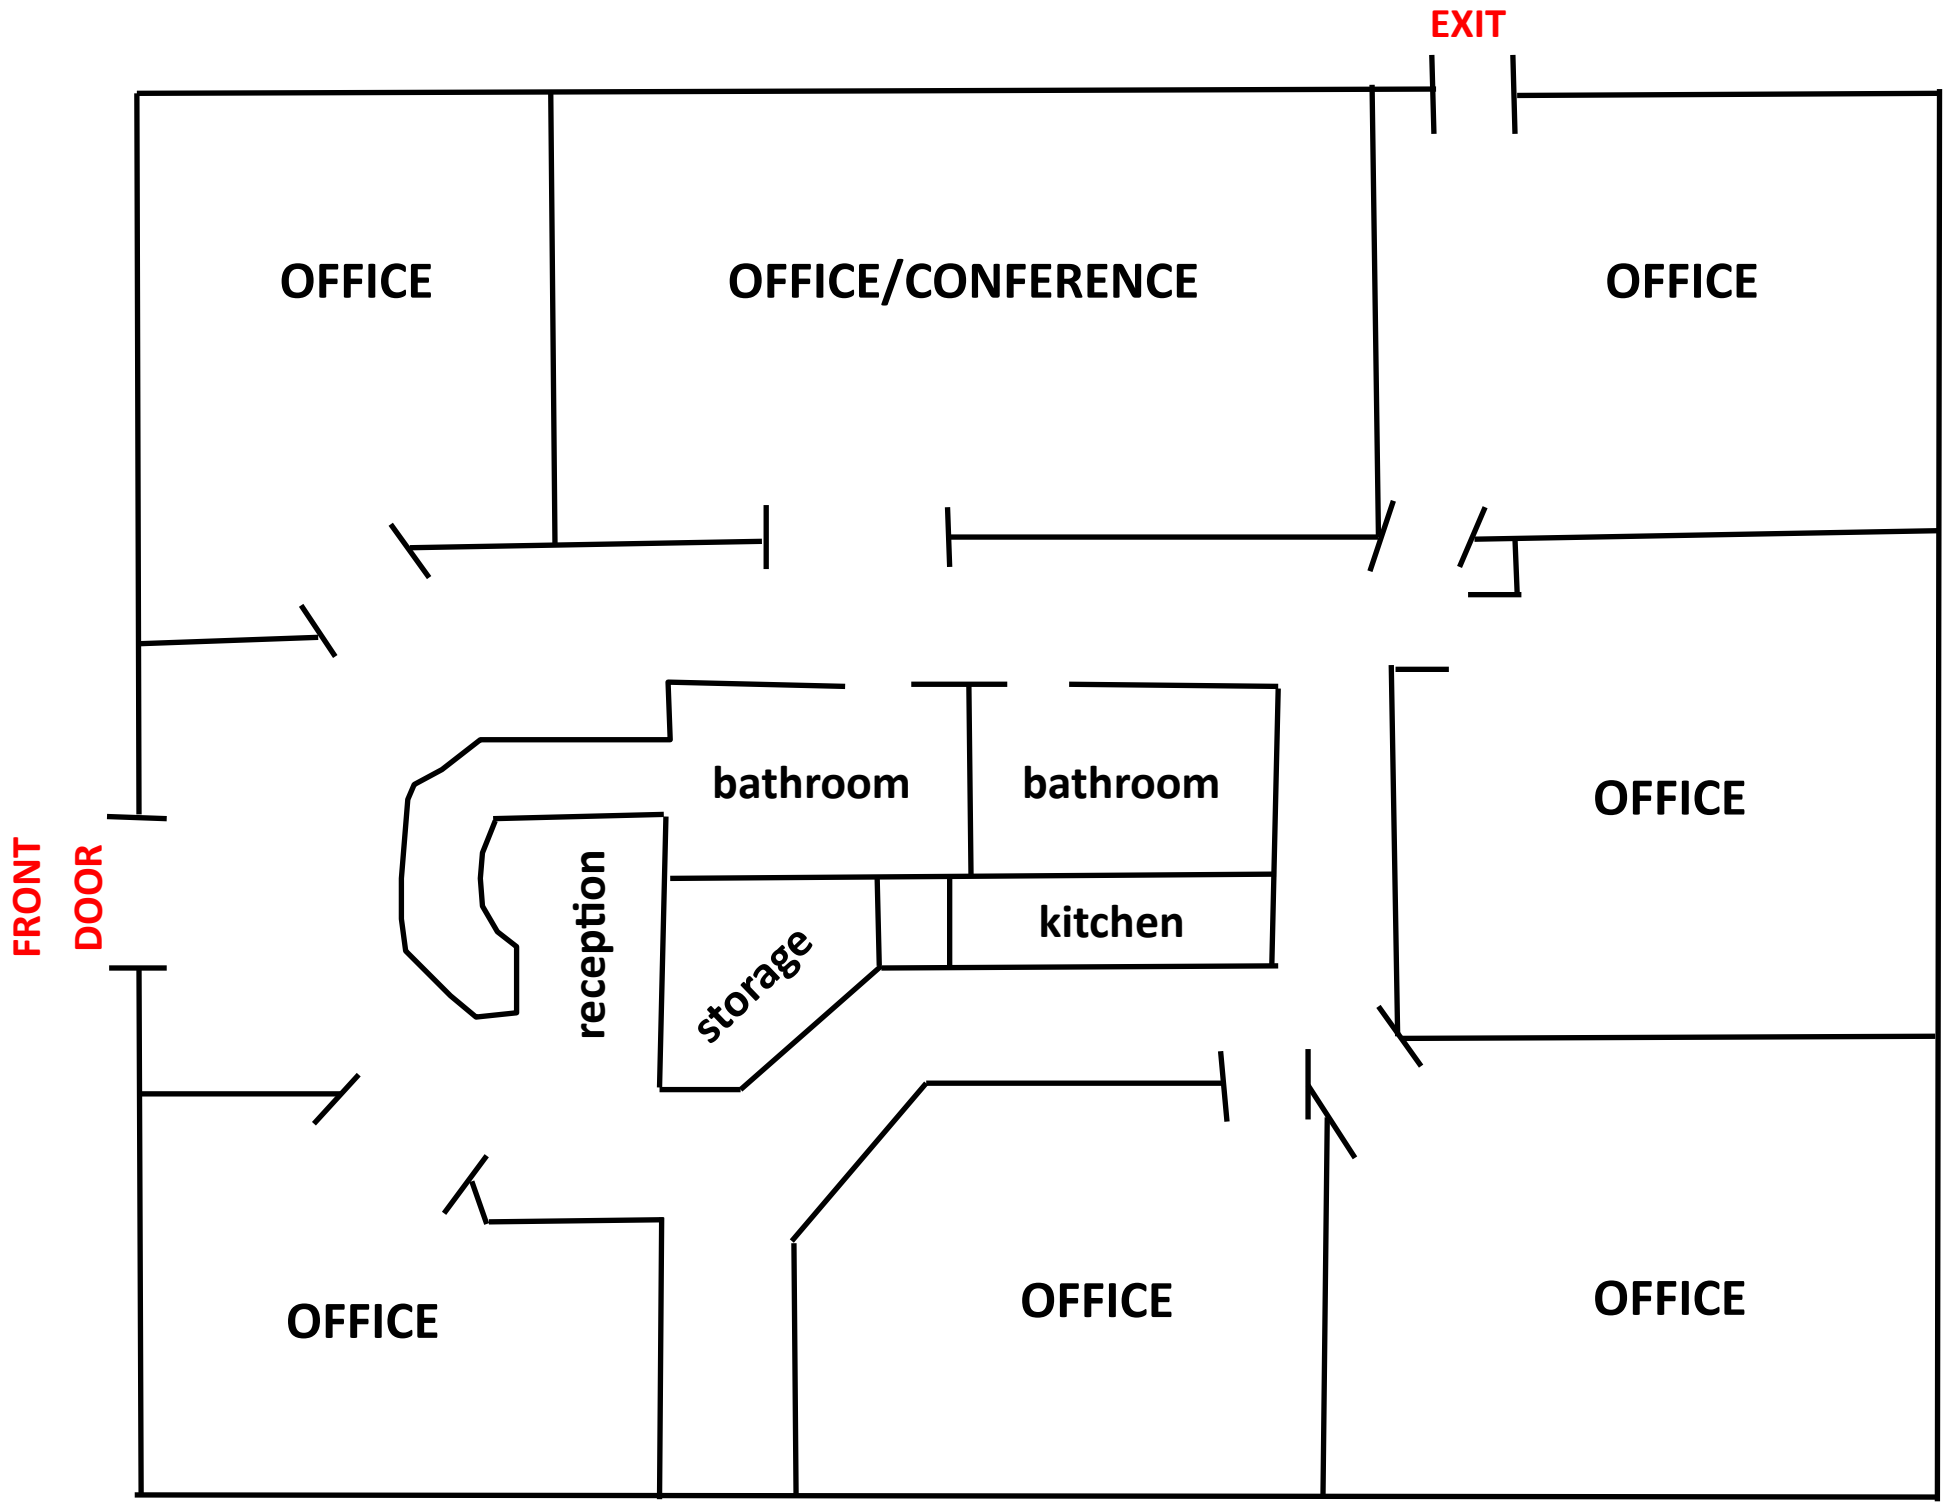 EXIT
OFFICE
OFFICE/CONFERENCE
OFFICE
bathroom
bathroom
OFFICE
FRONT
DOOR
reception
storage
kitchen
OFFICE
OFFICE
OFFICE